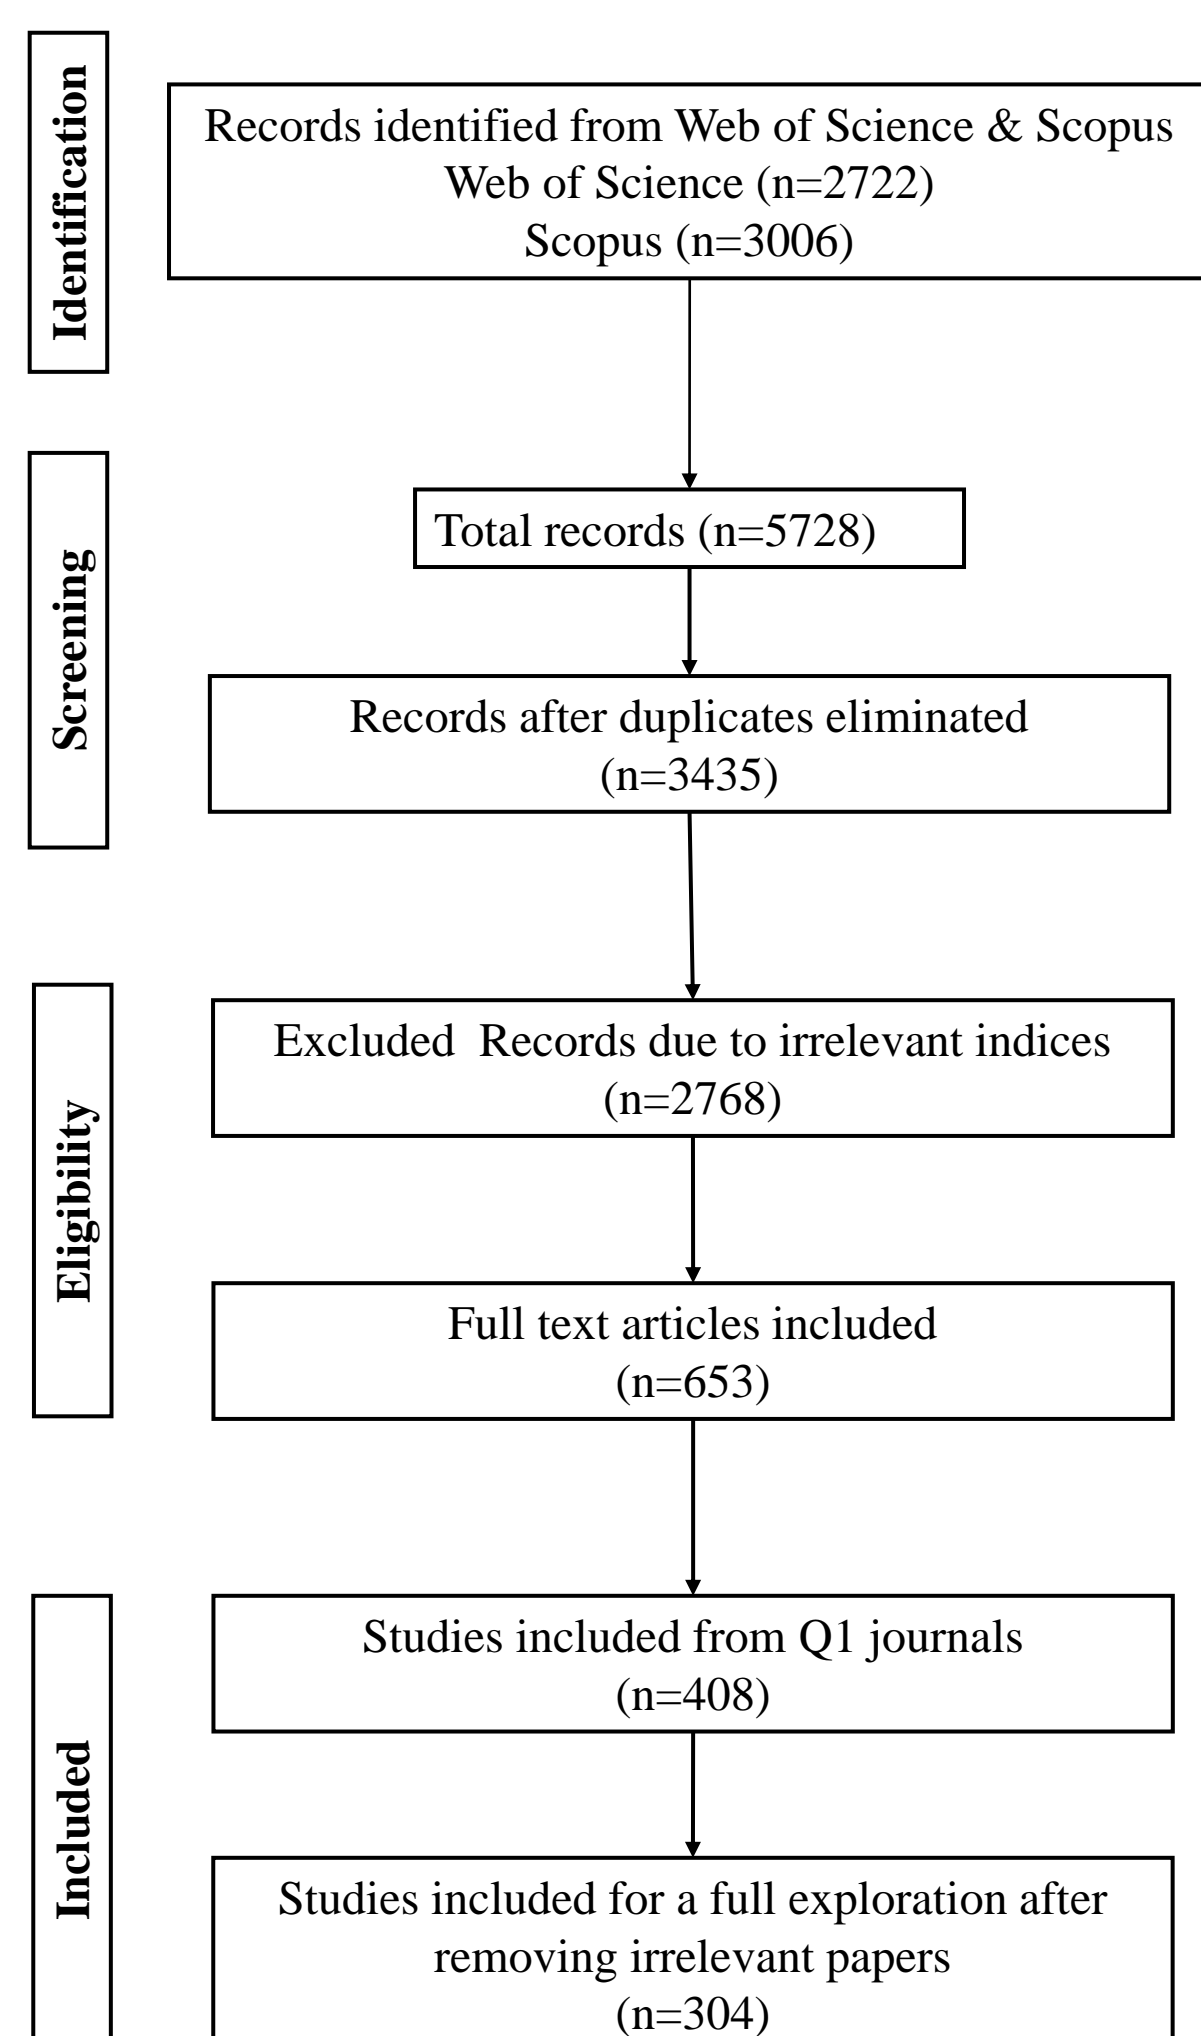 Identification
Records identified from Web of Science & Scopus
Web of Science (n=2722)
Scopus (n=3006)
Screening
Total records (n=5728)
Records after duplicates eliminated
(n=3435)
Eligibility
Excluded Records due to irrelevant indices
(n=2768)
Full text articles included
(n=653)
Included
Studies included from Q1 journals
(n=408)
Studies included for a full exploration after
removing irrelevant papers
(n=304)